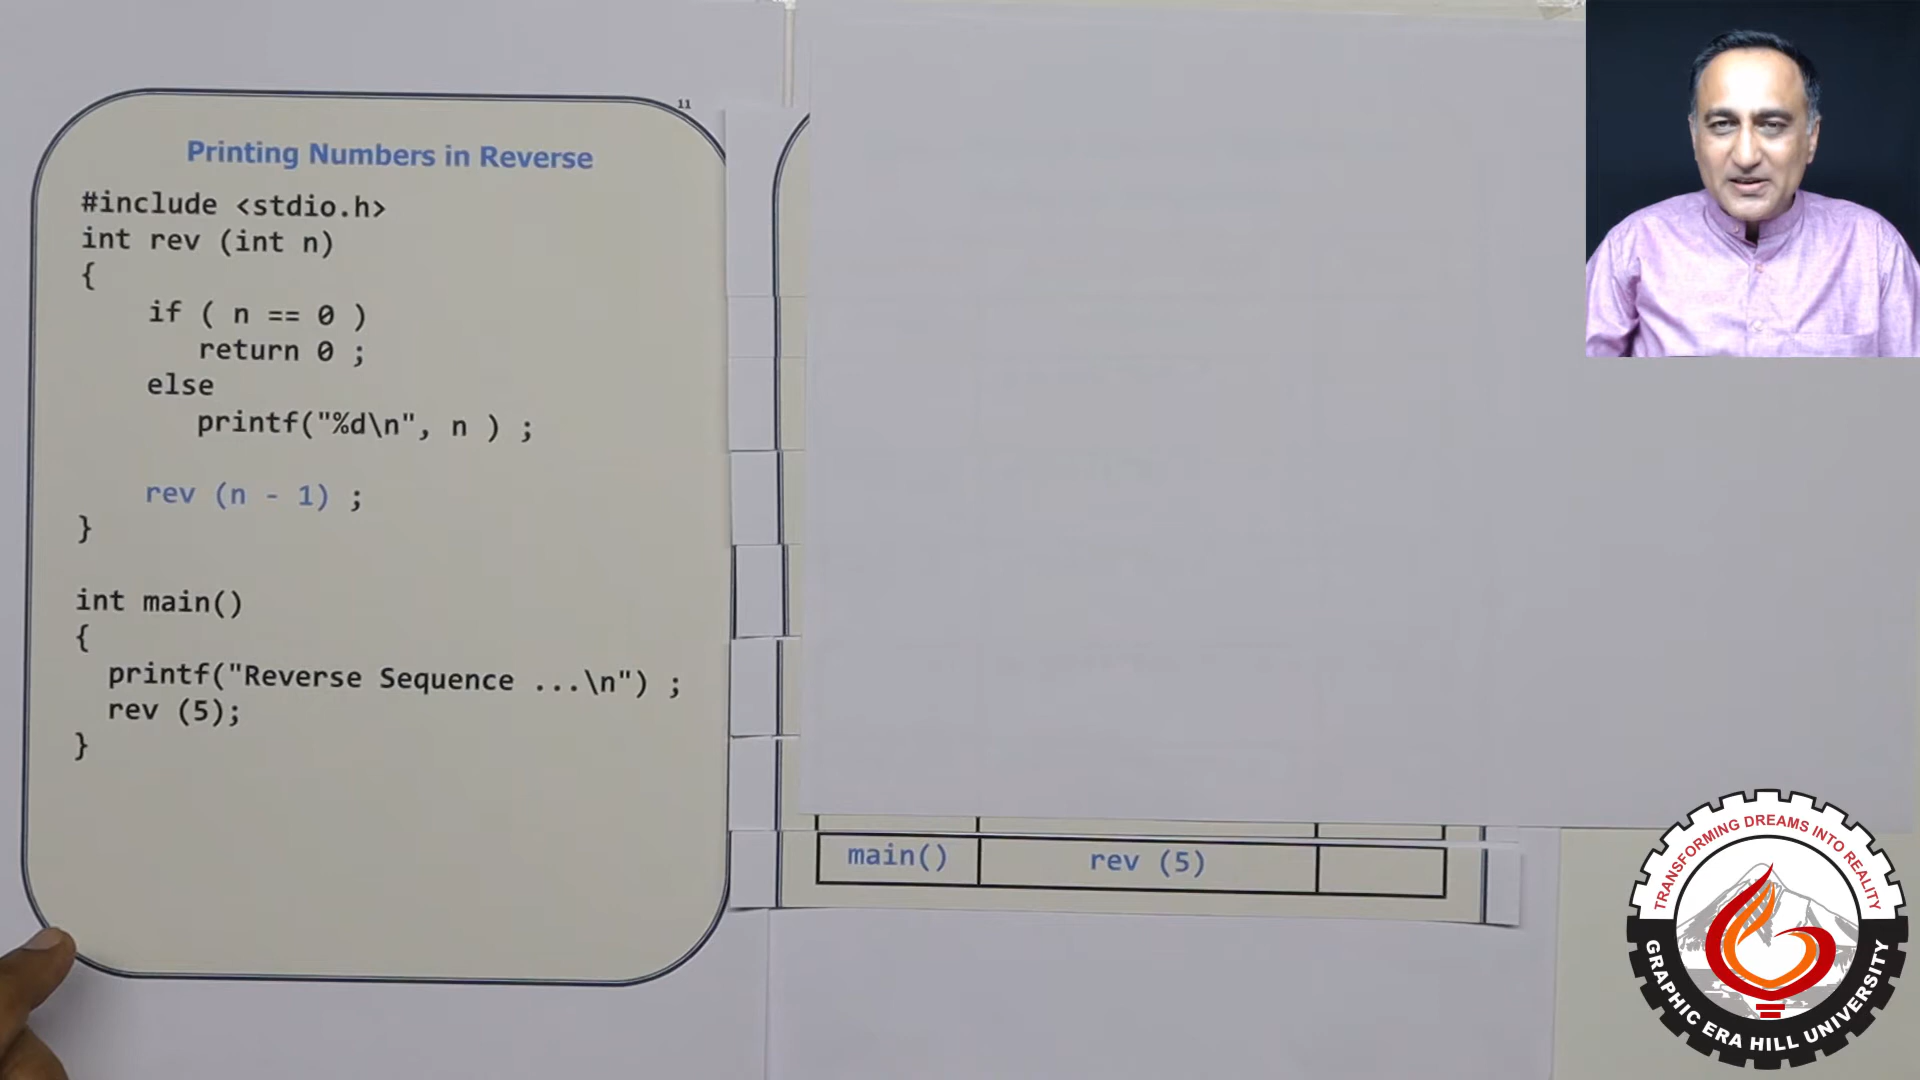 11
Printing Numbers in Reverse
#include <stdio.h>
int rev (int n)
{
if ( n == 0 )
return 0 ;
else
printf("%d\n", n ) ;
rev (n - 1) ;
}
int main()
{
printf("Reverse Sequence ...\n") ;
rev (5);
}
main() rev (5)
TRANSFORMING DREAMS INTO REALITY
GRAPHIC ERA HILL UNIVERSITY